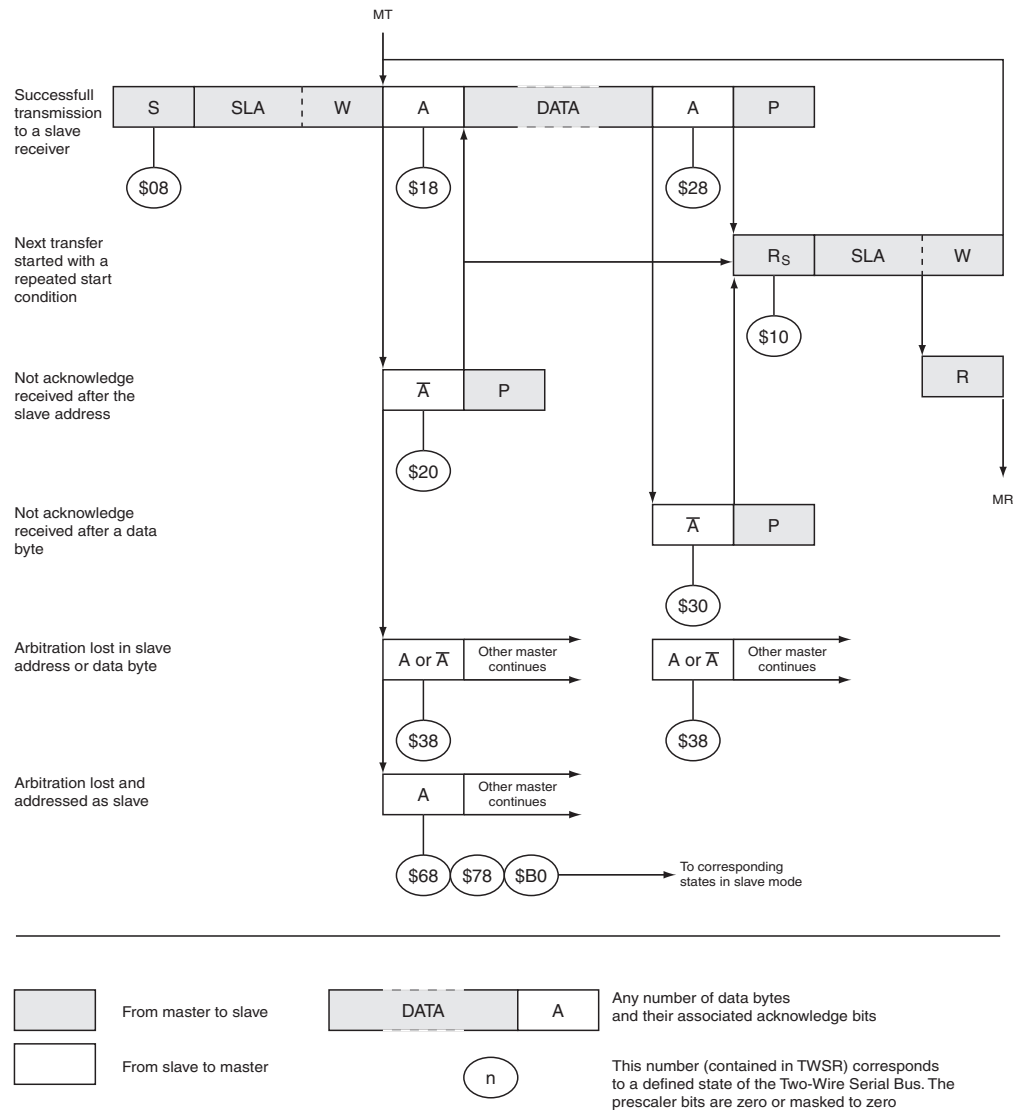 MT
Successfull
transmission
to a slave
receiver
S SLA W A DATA A P
$08 $18 $28
Next transfer
started with a
repeated start
condition
RS SLA W
$10
Not acknowledge
received after the
slave address
A̅ P
R
$20
MR
Not acknowledge
received after a data
byte
A̅ P
$30
Arbitration lost in slave
address or data byte
A or A̅ Other master
continues
A or A̅ Other master
continues
$38 $38
Arbitration lost and
addressed as slave
A Other master
continues
$68 $78 $B0
To corresponding
states in slave mode
From master to slave
DATA A
Any number of data bytes
and their associated acknowledge bits
From slave to master
n
This number (contained in TWSR) corresponds
to a defined state of the Two-Wire Serial Bus. The
prescaler bits are zero or masked to zero